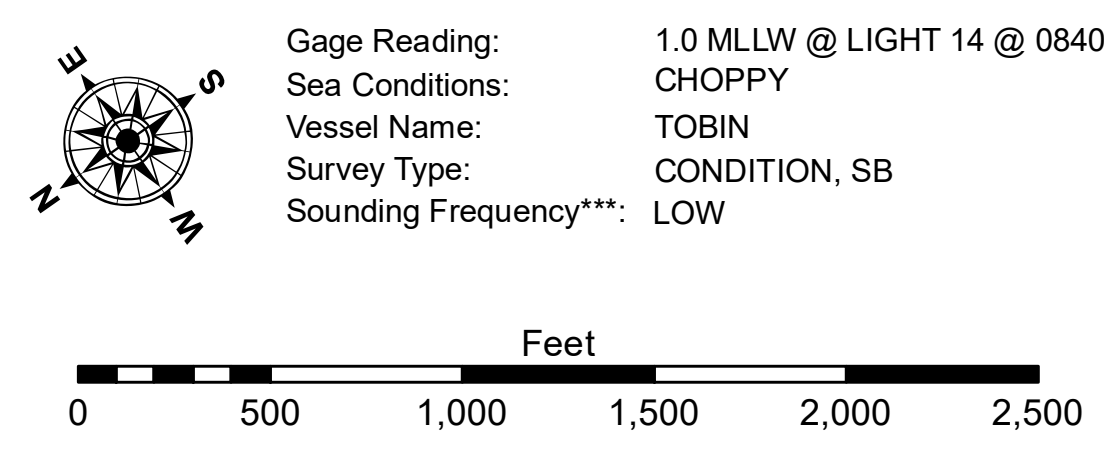 E
S
N
W
Gage Reading: 1.0 MLLW @ LIGHT 14 @ 0840
Sea Conditions: CHOPPY
Vessel Name: TOBIN
Survey Type: CONDITION, SB
Sounding Frequency***: LOW
Feet
0 500 1,000 1,500 2,000 2,500